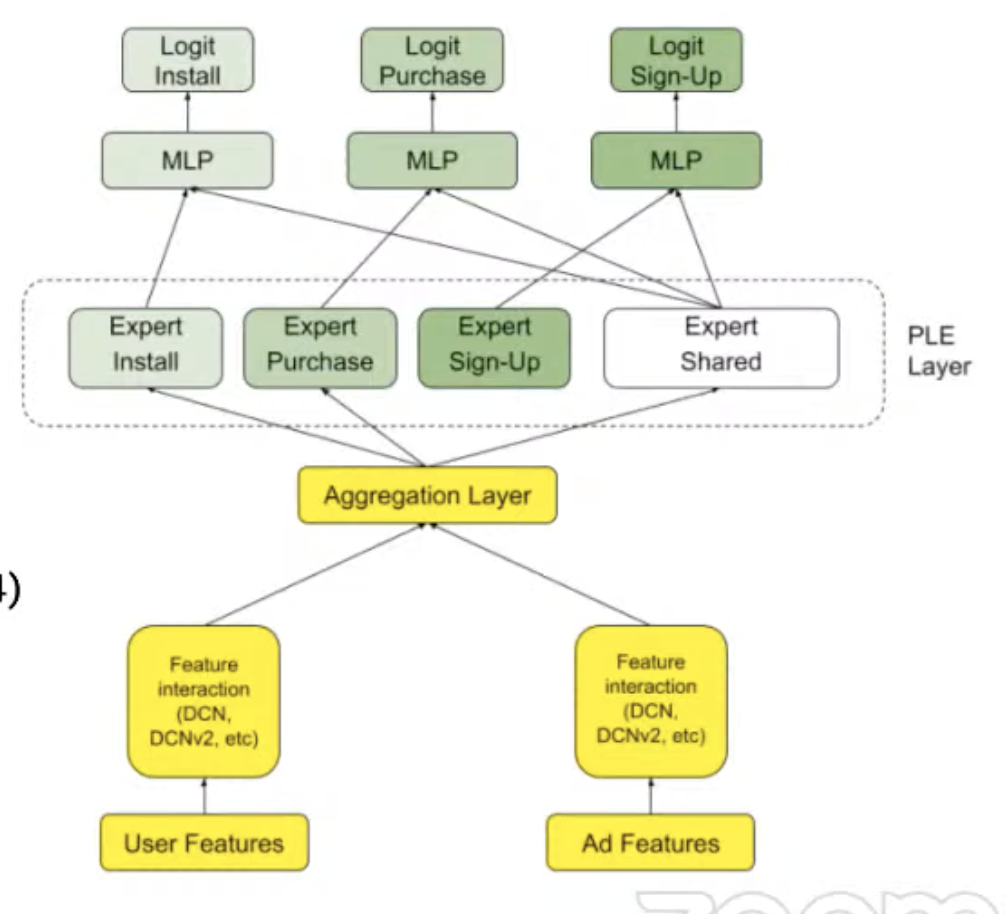 Logit
Install
Logit
Purchase
Logit
Sign-Up
MLP
MLP
MLP
Expert
Install
Expert
Purchase
Expert
Sign-Up
Expert
Shared
PLE
Layer
Aggregation Layer
4)
Feature
interaction
(DCN,
DCNv2, etc)
Feature
interaction
(DCN,
DCNv2, etc)
User Features
Ad Features
zoom